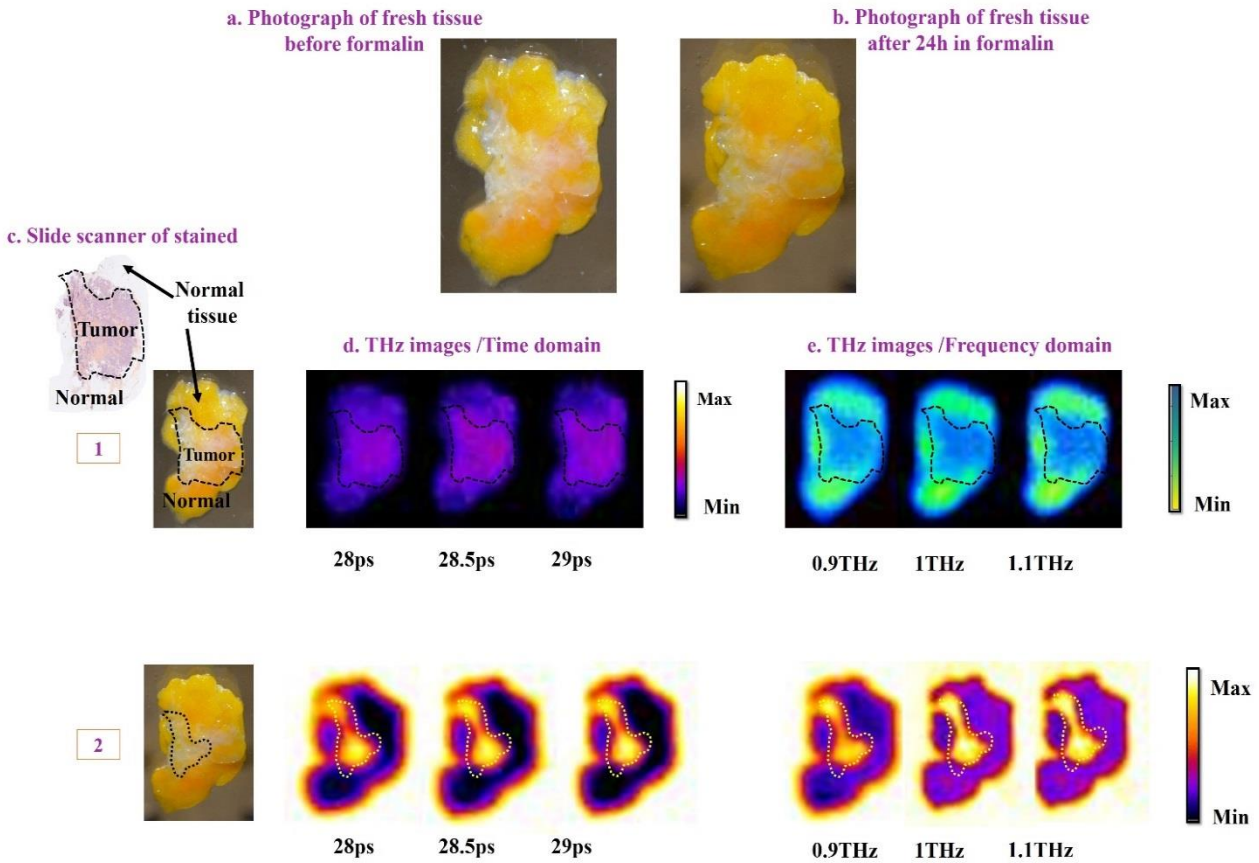 a. Photograph of fresh tissue
before formalin
b. Photograph of fresh tissue
after 24h in formalin
c. Slide scanner of stained
Normal
tissue
Tumor
Normal
1
Tumor
Normal
d. THz images /Time domain
Max
Min
28ps
28.5ps
29ps
e. THz images /Frequency domain
Max
Min
0.9THz
1THz
1.1THz
2
28ps
28.5ps
29ps
0.9THz
1THz
1.1THz
Max
Min